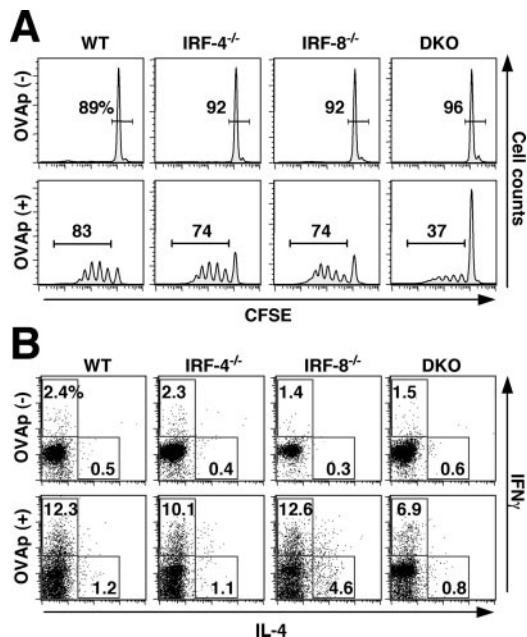 A
WT IRF-4-/- IRF-8-/- DKO
OVAp (-)
89% 92 92 96
OVAp (+)
83 74 74 37
Cell counts
CFSE
B
WT IRF-4-/- IRF-8-/- DKO
OVAp (-)
2.4% 2.3 1.4 1.5
0.5 0.4 0.3 0.6
OVAp (+)
12.3 10.1 12.6 6.9
1.2 1.1 4.6 0.8
IFNγ
IL-4